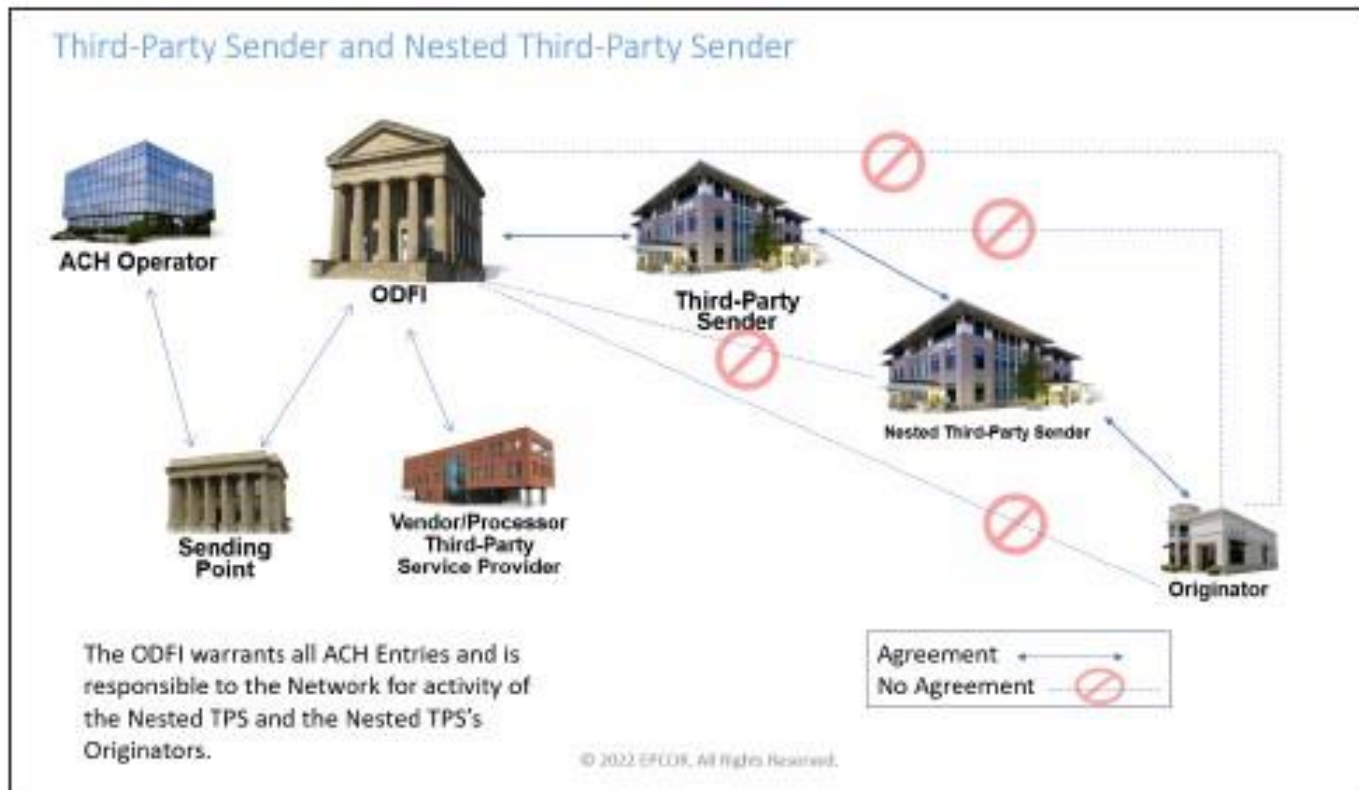 Third-Party Sender and Nested Third-Party Sender
ACH Operator
ODFI
Third-Party
Sender
Nested Third-Party Sender
Sending
Point
Vendor/Processor
Third-Party
Service Provider
Originator
The ODFI warrants all ACH Entries and is
responsible to the Network for activity of
the Nested TPS and the Nested TPS's
Originators.
Agreement
No Agreement
© 2022 EPCOR. All Rights Reserved.